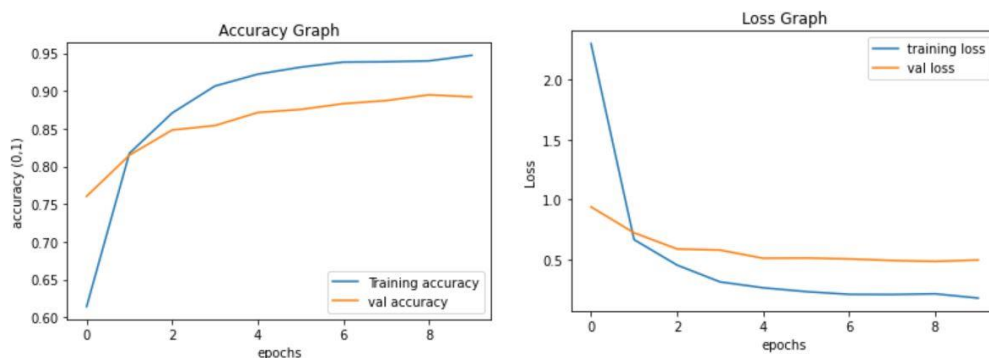 Accuracy Graph
0.95
0.90
0.85
0.80
0.75
0.70
0.65
0.60
accuracy (0,1)
Training accuracy
val accuracy
0 2 4 6 8
epochs
Loss Graph
training loss
val loss
2.0
1.5
1.0
0.5
Loss
0 2 4 6 8
epochs